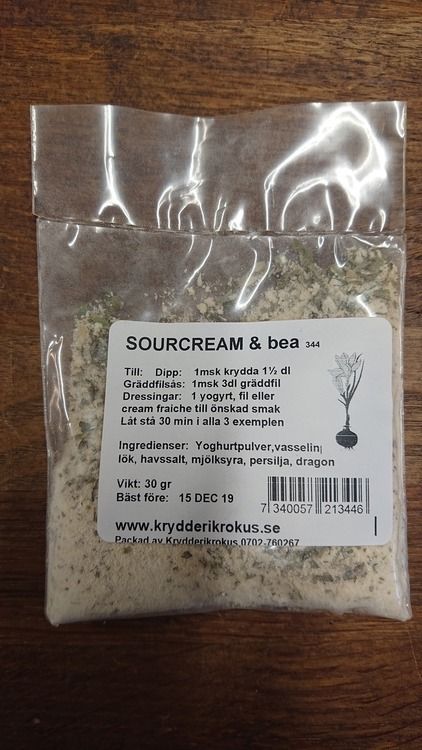 SOURCREAM & bea 344
Till: Dipp: 1msk krydda 1½ dl
Gräddfilsås: 1msk 3dl gräddfil
Dressingar: 1 yogyrt, fil eller
cream fraiche till önskad smak
Låt stå 30 min i alla 3 exemplen
Ingredienser: Yoghurtpulver,vasselin
lök, havssalt, mjölksyra, persilja, dragon
Vikt: 30 gr
Bäst före: 15 DEC 19
7 340057 213446
www.krydderikrokus.se
Packad av Krydderikrokus 0702-760267